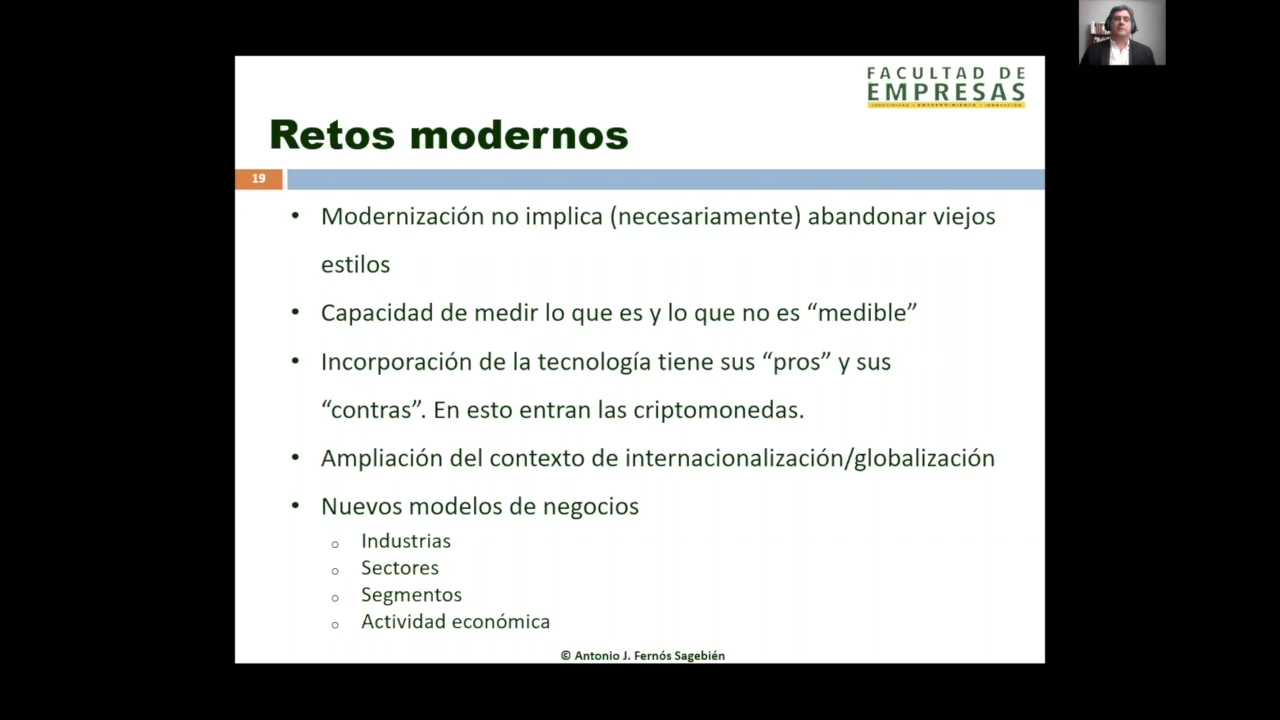 FACULTAD DE
EMPRESAS
Retos modernos
19
• Modernización no implica (necesariamente) abandonar viejos
estilos
• Capacidad de medir lo que es y lo que no es “medible”
• Incorporación de la tecnología tiene sus “pros” y sus
“contras”. En esto entran las criptomonedas.
• Ampliación del contexto de internacionalización/globalización
• Nuevos modelos de negocios
o Industrias
o Sectores
o Segmentos
o Actividad económica
© Antonio J. Fernós Sagebién